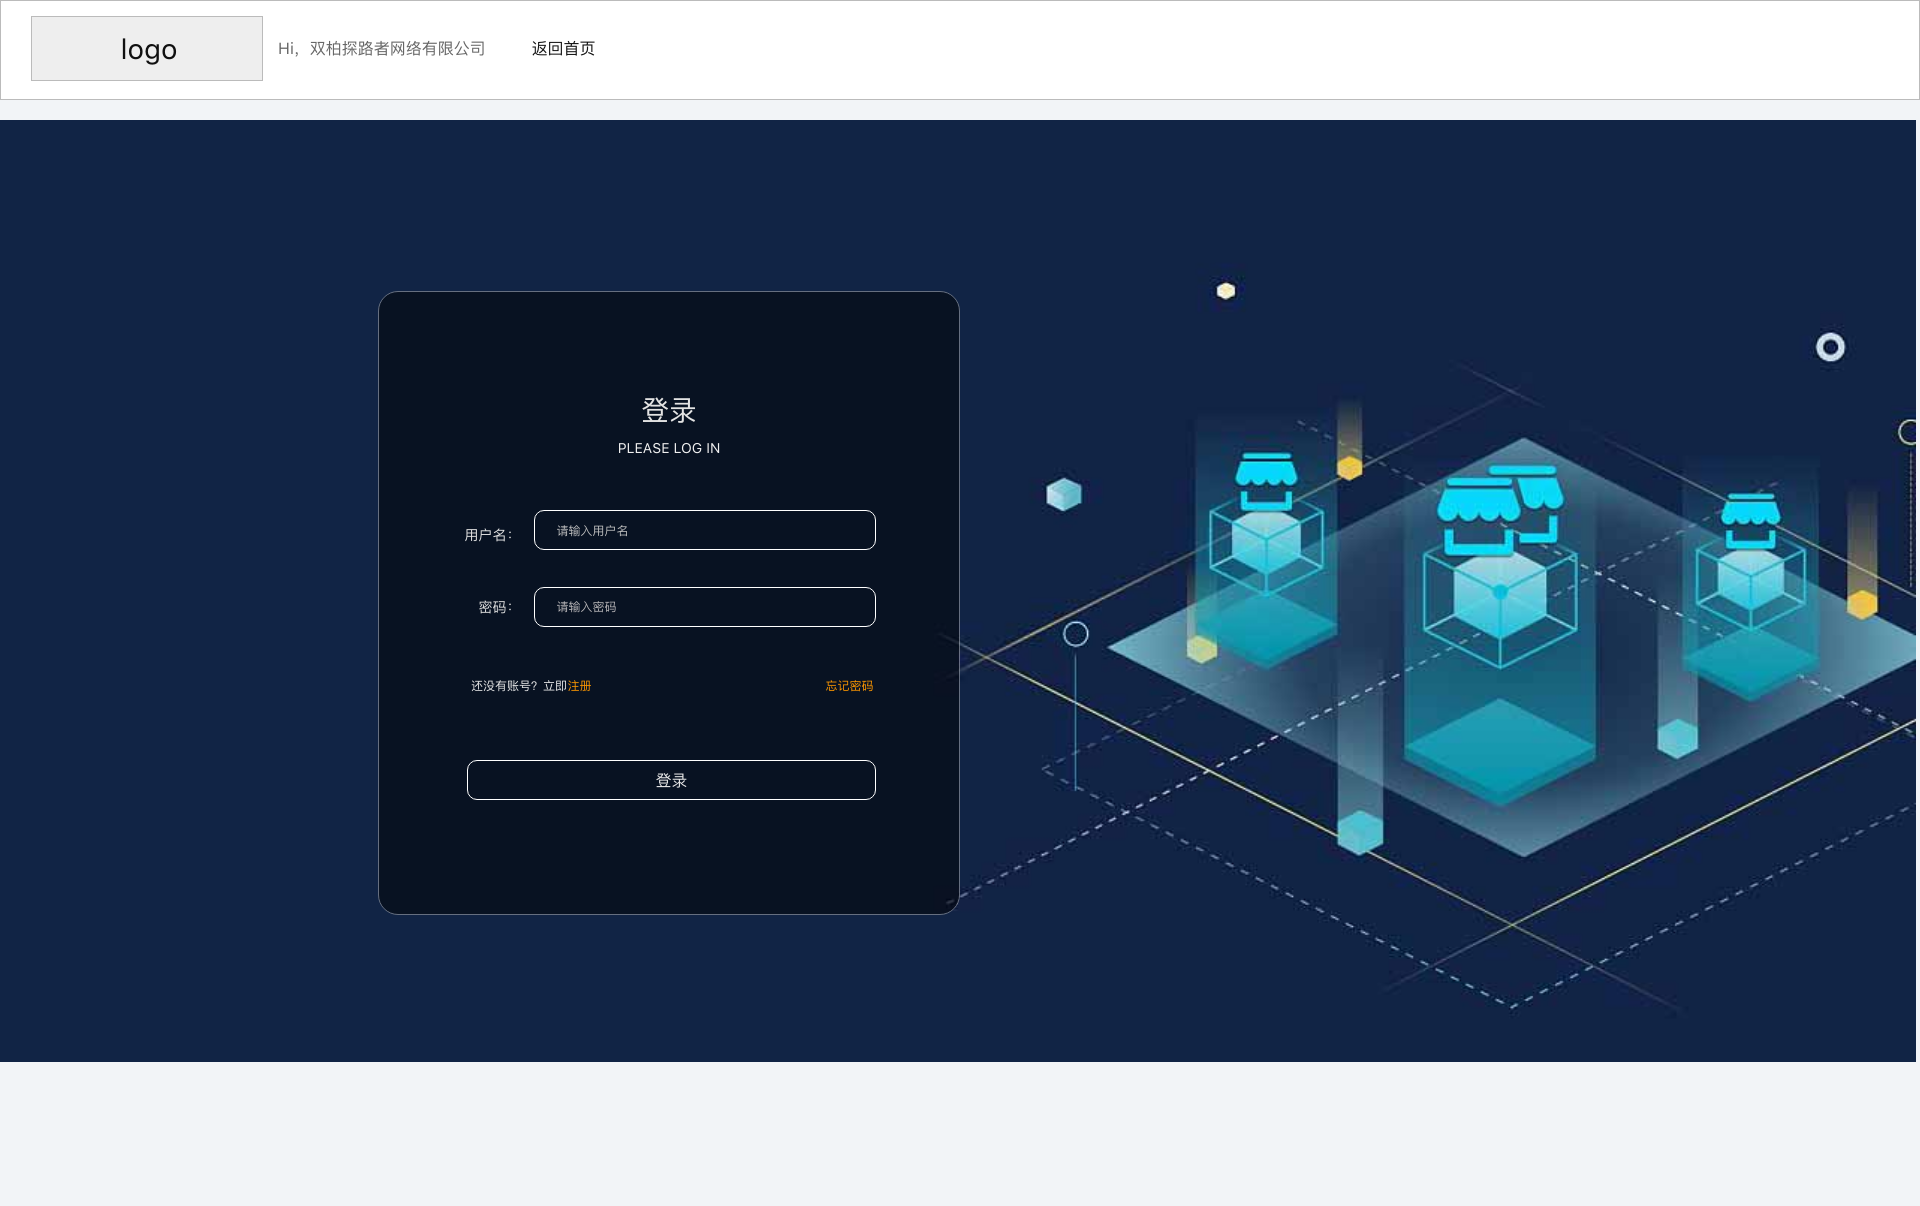 logo
Hi，双柏探路者网络有限公司
返回首页
登录
PLEASE LOG IN
用户名：
请输入用户名
密码：
请输入密码
还没有账号？立即注册
忘记密码
登录